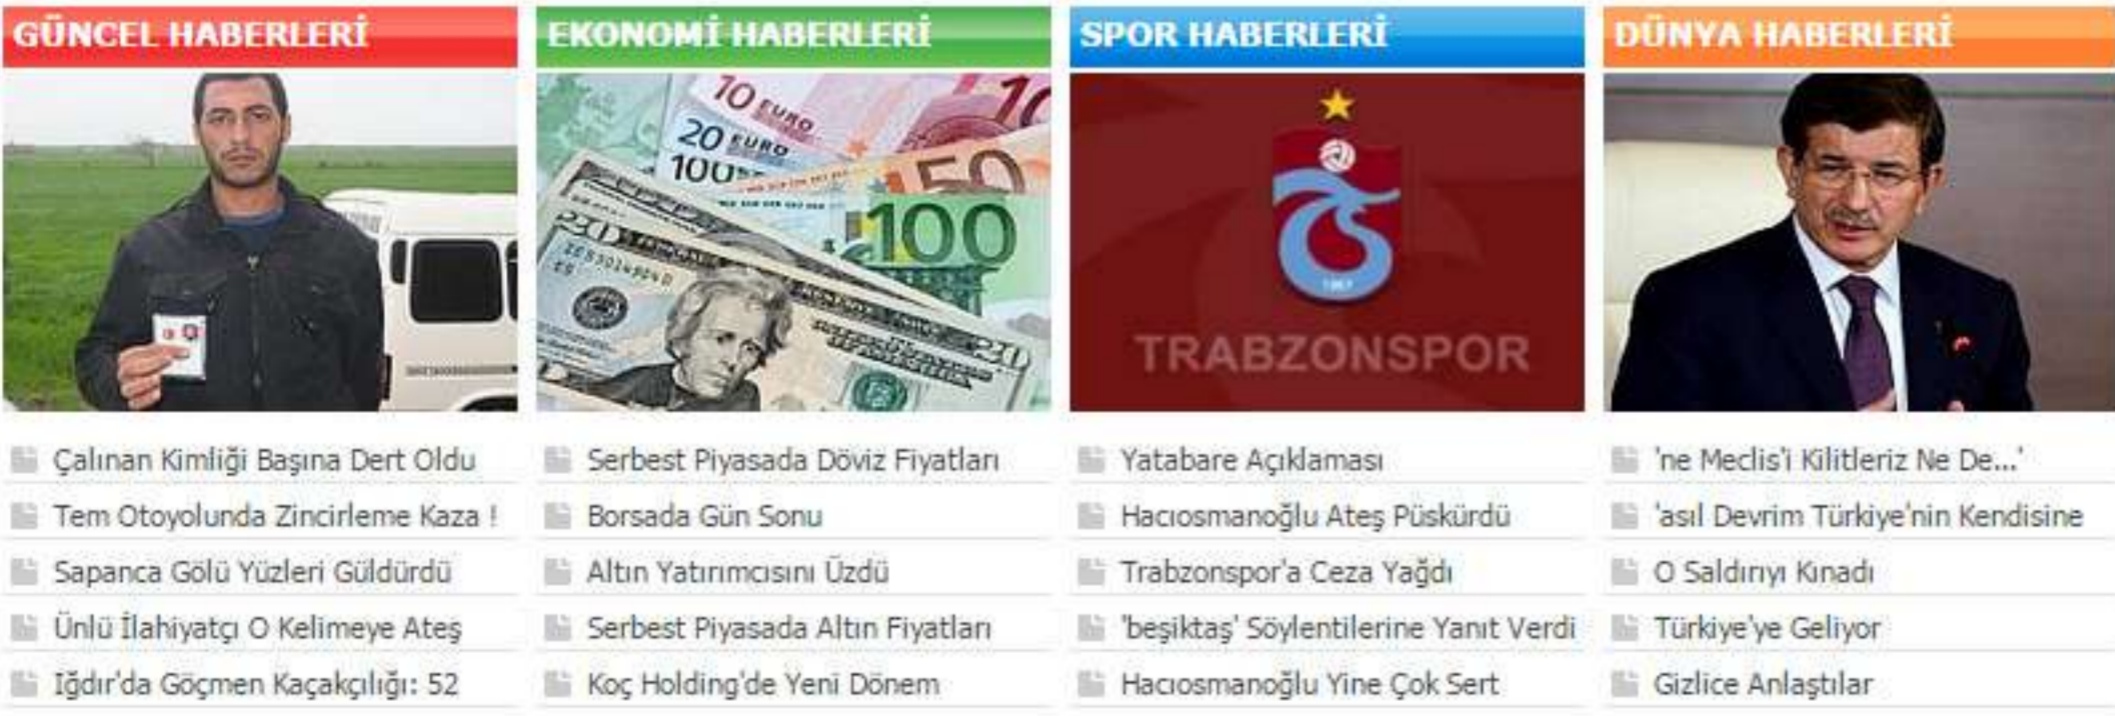 GÜNCEL HABERLERİ
Çalınan Kimliği Başına Dert Oldu
Tem Otoyolunda Zincirleme Kaza !
Sapanca Gölü Yüzleri Güldürdü
Ünlü İlahiyatçı O Kelimeye Ateş
Iğdır'da Göçmen Kaçakçılığı: 52
EKONOMİ HABERLERİ
10 EURO
10
20 EURO
100
50
100
20
20
Serbest Piyasada Döviz Fiyatları
Borsada Gün Sonu
Altın Yatırımcısını Üzdü
Serbest Piyasada Altın Fiyatları
Koç Holding'de Yeni Dönem
SPOR HABERLERİ
TRABZONSPOR
Yatabare Açıklaması
Hacıosmanoğlu Ateş Püskürdü
Trabzonspor'a Ceza Yağdı
'beşiktaş' Söylentilerine Yanıt Verdi
Hacıosmanoğlu Yine Çok Sert
DÜNYA HABERLERİ
'ne Meclis'i Kilitleriz Ne De...'
'asıl Devrim Türkiye'nin Kendisine
O Saldırıyı Kınadı
Türkiye'ye Geliyor
Gizlice Anlaştılar